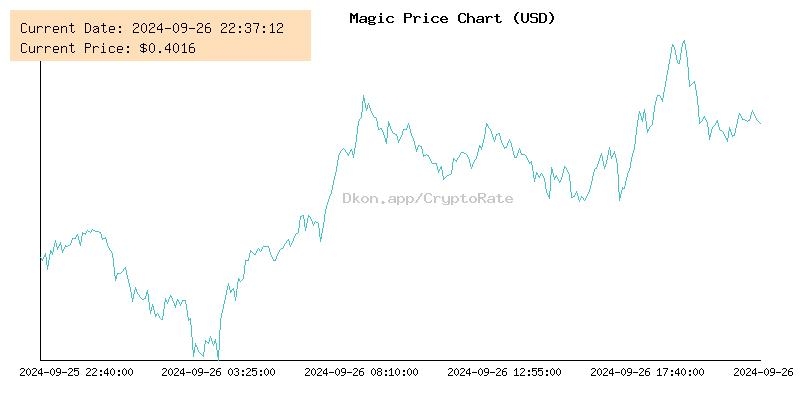 Magic Price Chart (USD)
Current Date: 2024-09-26 22:37:12
Current Price: $0.4016
Dkon.app/CryptoRate
2024-09-25 22:40:00 2024-09-26 03:25:00 2024-09-26 08:10:00 2024-09-26 12:55:00 2024-09-26 17:40:00 2024-09-26